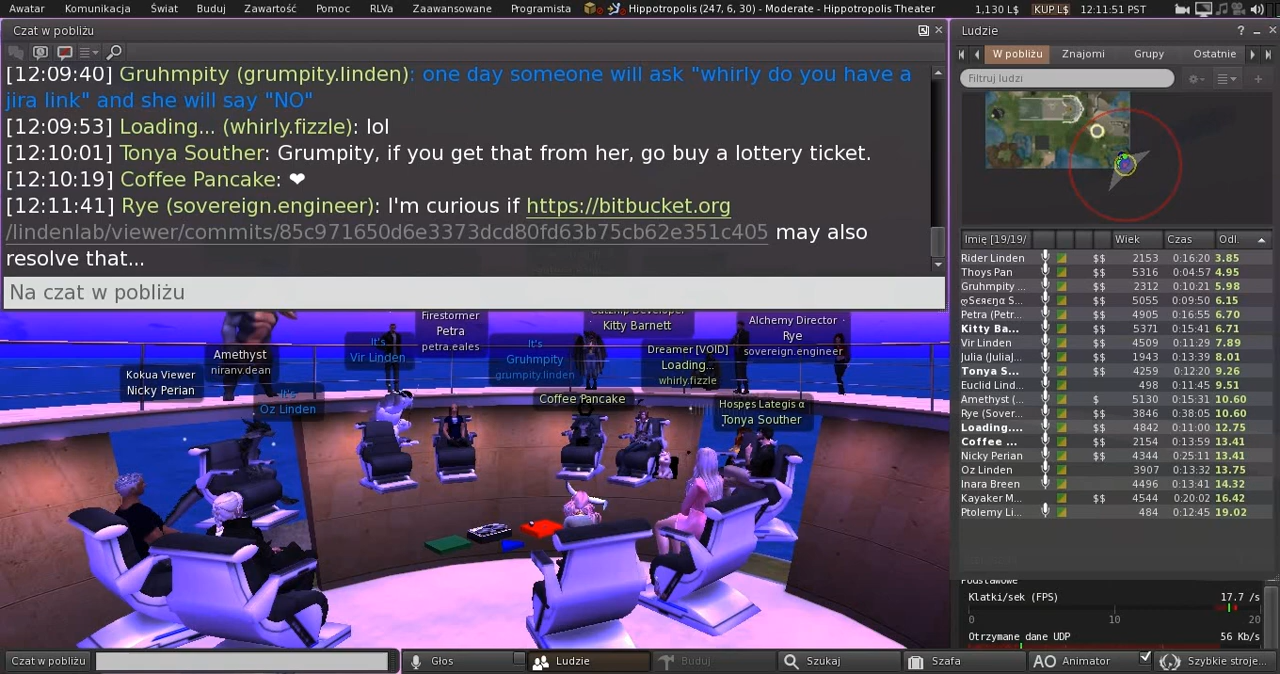 Awatar Komunikacja Świat Buduj Zawartość Pomoc RLVa Zaawansowane Programista Hippotropolis (247, 6, 30) - Moderate - Hippotropolis Theater 1,130 L$ KUP L$ 12:11:51 PST
Czat w pobliżu
[12:09:40] Gruhmpity (grumpity.linden): one day someone will ask "whirly do you have a
jira link" and she will say "NO"
[12:09:53] Loading... (whirly.fizzle): lol
[12:10:01] Tonya Souther: Grumpity, if you get that from her, go buy a lottery ticket.
[12:10:19] Coffee Pancake: ❤
[12:11:41] Rye (sovereign.engineer): I'm curious if https://bitbucket.org
/lindenlab/viewer/commits/85c971650d6e3373dcd80fd63b75cb62e351c405 may also
resolve that...
Na czat w pobliżu
Firestormer
Petra
petra.eales
Kitty Barnett
Alchemy Director
Rye
sovereign.engineer
It's
Vir Linden
It's
Gruhmpity
grumpity.linden
Dreamer [VOID]
Loading...
whirly.fizzle
Amethyst
nirany.dean
Kokua Viewer
Nicky Perian
It's
Oz Linden
Coffee Pancake
Hospes Lategis α
Tonya Souther
Ludzie
? _ ×
W pobliżu Znajomi Grupy Ostatnie
Filtruj ludzi
Imię [19/19/ Wiek Czas Odl.
Rider Linden $$ 2153 0:16:20 3.85
Thoys Pan $$ 5316 0:04:57 4.95
Gruhmpity ... $$ 2312 0:10:21 5.98
$$ 5055 0:09:50 6.15
Petra (Petr... $$ 4905 0:16:55 6.70
Kitty Ba... $$ 5371 0:15:41 6.71
Vir Linden $$ 4509 0:11:29 7.89
Julia (JuliaJ... $$ 1943 0:13:39 8.01
Tonya S... $$ 4259 0:12:20 9.26
Euclid Lind... 498 0:11:45 9.51
Amethyst (... $ 5130 0:15:31 10.60
Rye (Sover... $$ 3846 0:38:05 10.60
Loading.... $$ 4842 0:11:00 12.75
Coffee ... $$ 2154 0:13:59 13.41
Nicky Perian $$ 4344 0:25:11 13.41
Oz Linden 3907 0:13:32 13.75
Inara Breen 4496 0:13:41 14.32
Kayaker M... $$ 4544 0:20:02 16.42
Ptolemy Li... 484 0:12:45 19.02
Podstawowe
Klatki/sek (FPS) 17.7 /s
0 10 20
Otrzymane dane UDP 56 Kb/s
Czat w pobliżu Głos Ludzie Buduj Szukaj Szafa AO Animator Szybkie stroje...